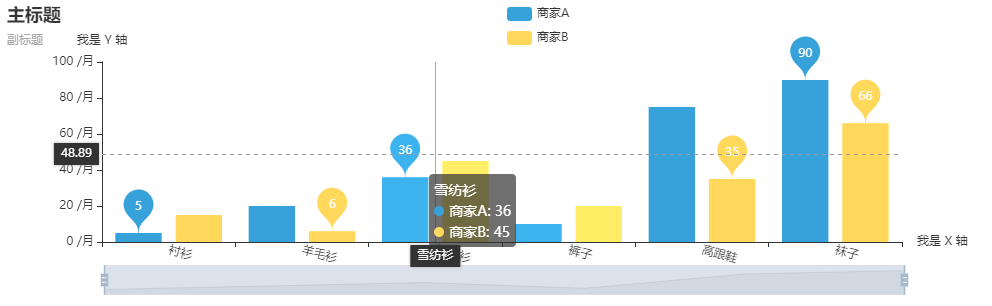 主标题
副标题
商家A
商家B
我是 Y 轴
100 /月
80 /月
60 /月
48.89
40 /月
20 /月
0 /月
5
6
36
35
90
66
雪纺衫
商家A: 36
商家B: 45
衬衫
羊毛衫
雪纺衫
裤子
高跟鞋
袜子
我是 X 轴